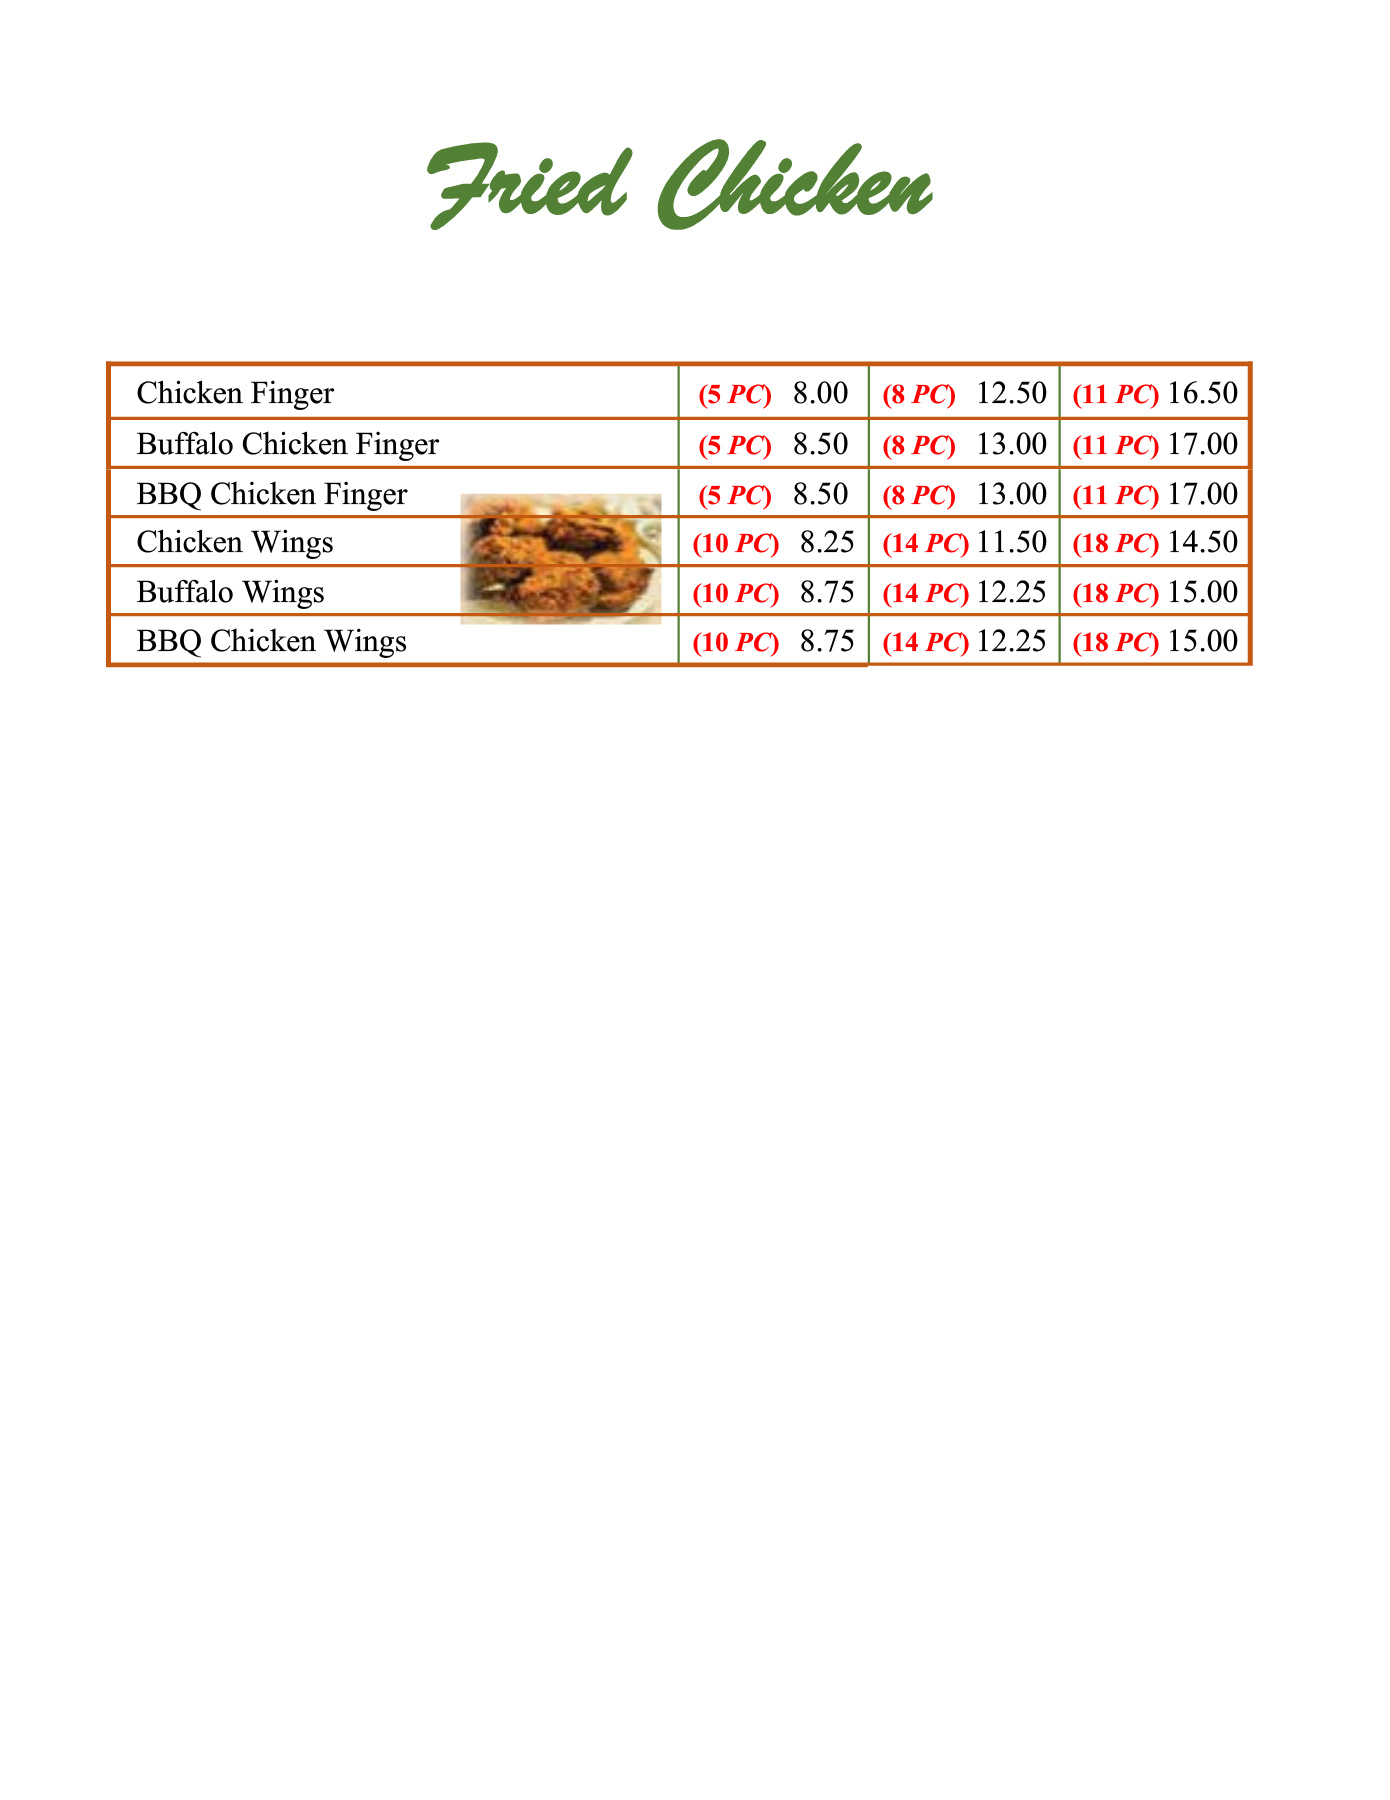 Fried Chicken
Chicken Finger (5 PC) 8.00 (8 PC) 12.50 (11 PC) 16.50
Buffalo Chicken Finger (5 PC) 8.50 (8 PC) 13.00 (11 PC) 17.00
BBQ Chicken Finger (5 PC) 8.50 (8 PC) 13.00 (11 PC) 17.00
Chicken Wings (10 PC) 8.25 (14 PC) 11.50 (18 PC) 14.50
Buffalo Wings (10 PC) 8.75 (14 PC) 12.25 (18 PC) 15.00
BBQ Chicken Wings (10 PC) 8.75 (14 PC) 12.25 (18 PC) 15.00